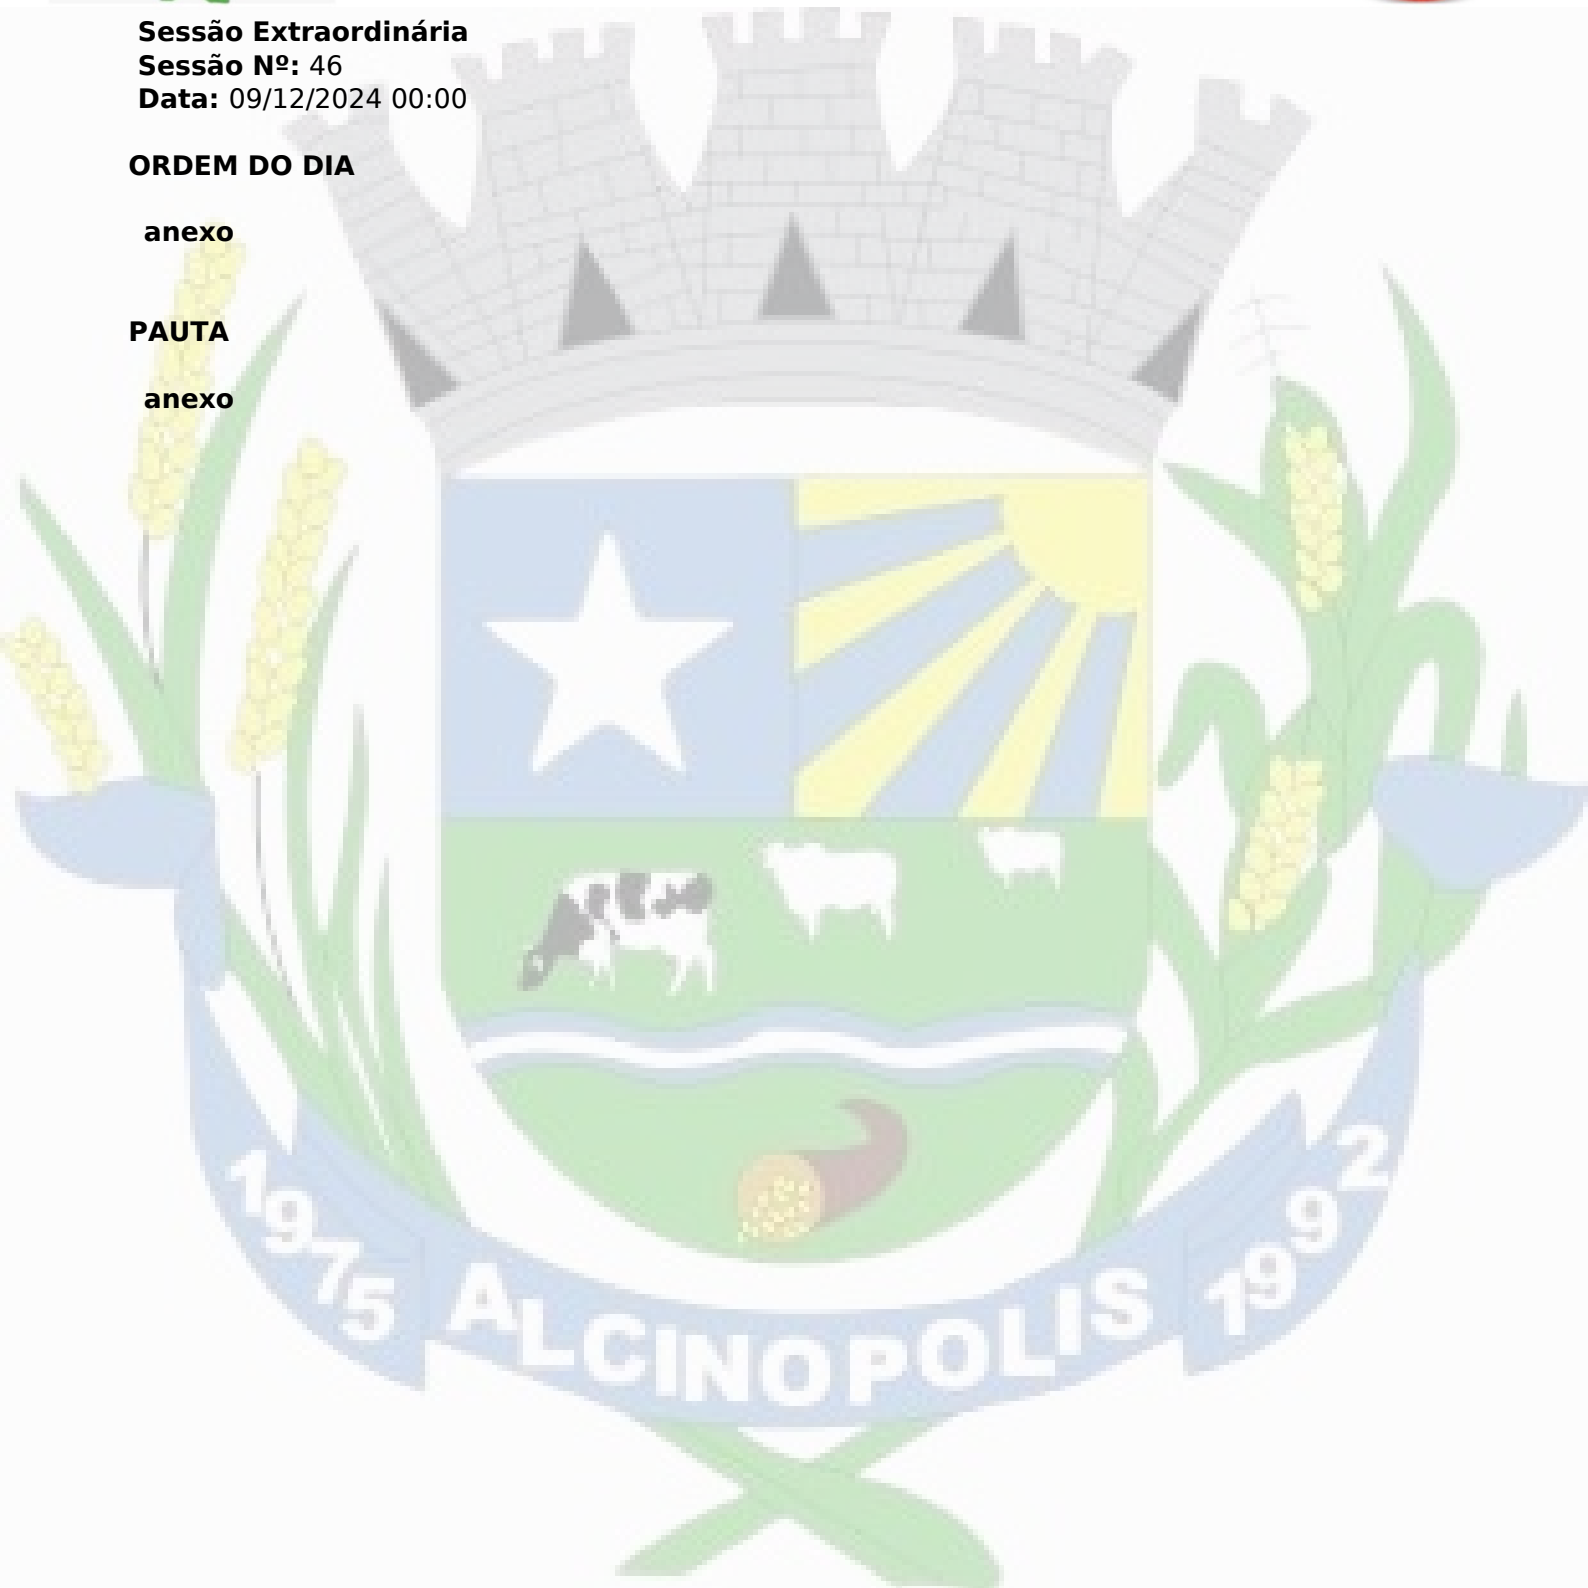 Sessão Extraordinária
Sessão Nº: 46
Data: 09/12/2024 00:00
ORDEM DO DIA
anexo
PAUTA
anexo
1975 ALCINOPOLIS 1992